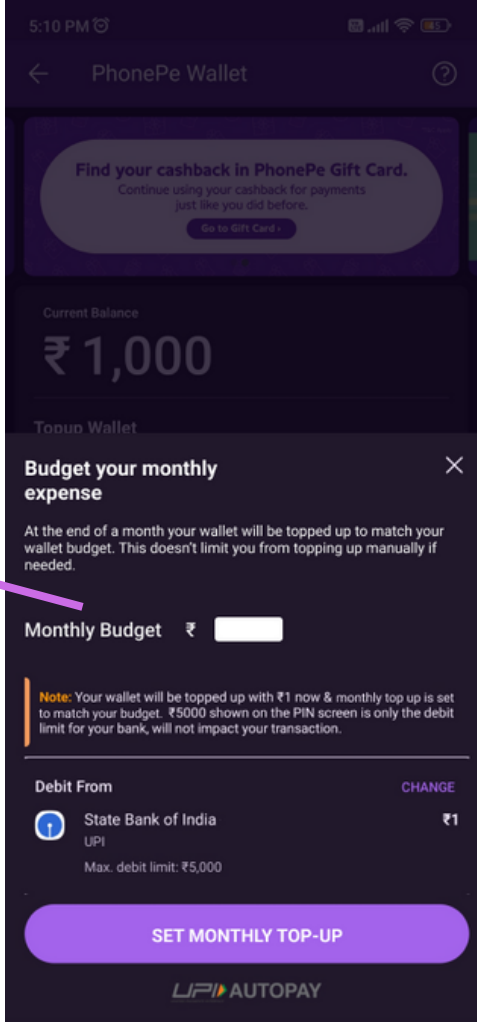 5:10 PM
PhonePe Wallet
Find your cashback in PhonePe Gift Card.
Continue using your cashback for payments
just like you did before.
Go to Gift Card ›
Current Balance
₹ 1,000
Topup Wallet
Budget your monthly
expense
At the end of a month your wallet will be topped up to match your
wallet budget. This doesn't limit you from topping up manually if
needed.
Monthly Budget ₹
Note: Your wallet will be topped up with ₹1 now & monthly top up is set
to match your budget. ₹5000 shown on the PIN screen is only the debit
limit for your bank, will not impact your transaction.
Debit From CHANGE
State Bank of India ₹1
UPI
Max. debit limit: ₹5,000
SET MONTHLY TOP-UP
UPI AUTOPAY